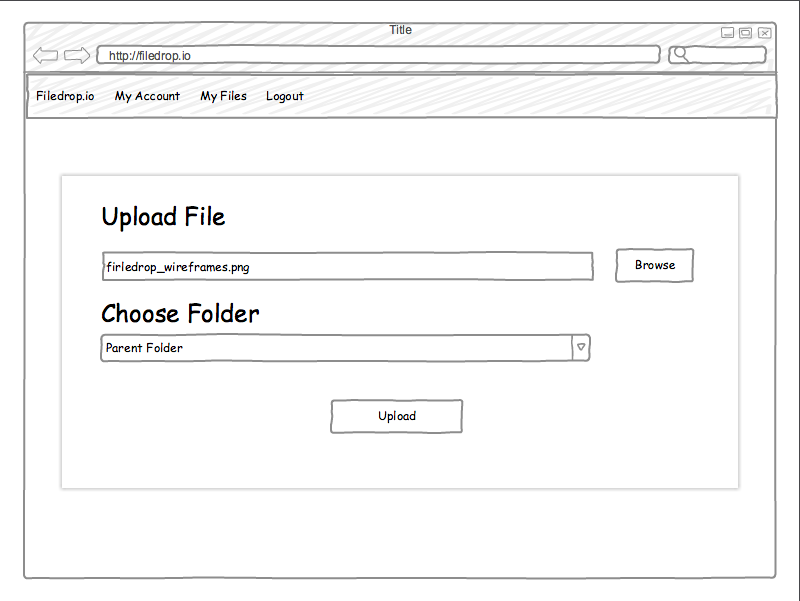 Title
http://filedrop.io
Filedrop.io My Account My Files Logout
Upload File
firledrop_wireframes.png Browse
Choose Folder
Parent Folder
Upload